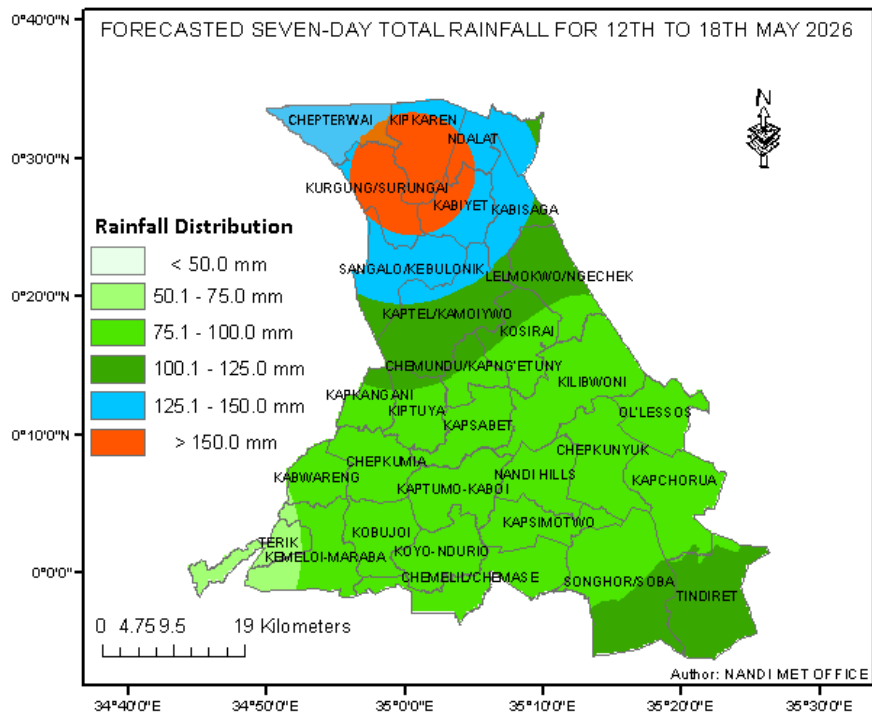 FORECASTED SEVEN-DAY TOTAL RAINFALL FOR 12TH TO 18TH MAY 2026
N
0°40'0"N
0°30'0"N
0°20'0"N
0°10'0"N
0°0'0"
CHEPTERWAI
KIPKAREN
NDALAT
KURGUNG/SURUNGAI
KABIYET
KABISAGA
SANGALO/KEBULONIK
LELMOKWO/NGECHEK
KAPTEL/KAMOIYWO
KOSIRAI
CHEMUNDU/KAPNG'ETUNY
KILIBWONI
KAPKANGANI
KIPTUYA
OL'LESSOS
KAPSABET
CHEPKUNYUK
CHEPKUMIA
KABWARENG
NANDI HILLS
KAPCHORUA
KAPTUMO-KABOI
KAPSIMOTWO
KOBUJOI
TERIK
KOYO-NDURIO
KEMELOI-MARABA
CHEMELIL/CHEMASE
SONGHOR/SOBA
TINDIRET
Rainfall Distribution
< 50.0 mm
50.1 - 75.0 mm
75.1 - 100.0 mm
100.1 - 125.0 mm
125.1 - 150.0 mm
> 150.0 mm
0 4.75 9.5 19 Kilometers
Author: NANDI MET OFFICE
34°40'0"E
34°50'0"E
35°0'0"E
35°10'0"E
35°20'0"E
35°30'0"E